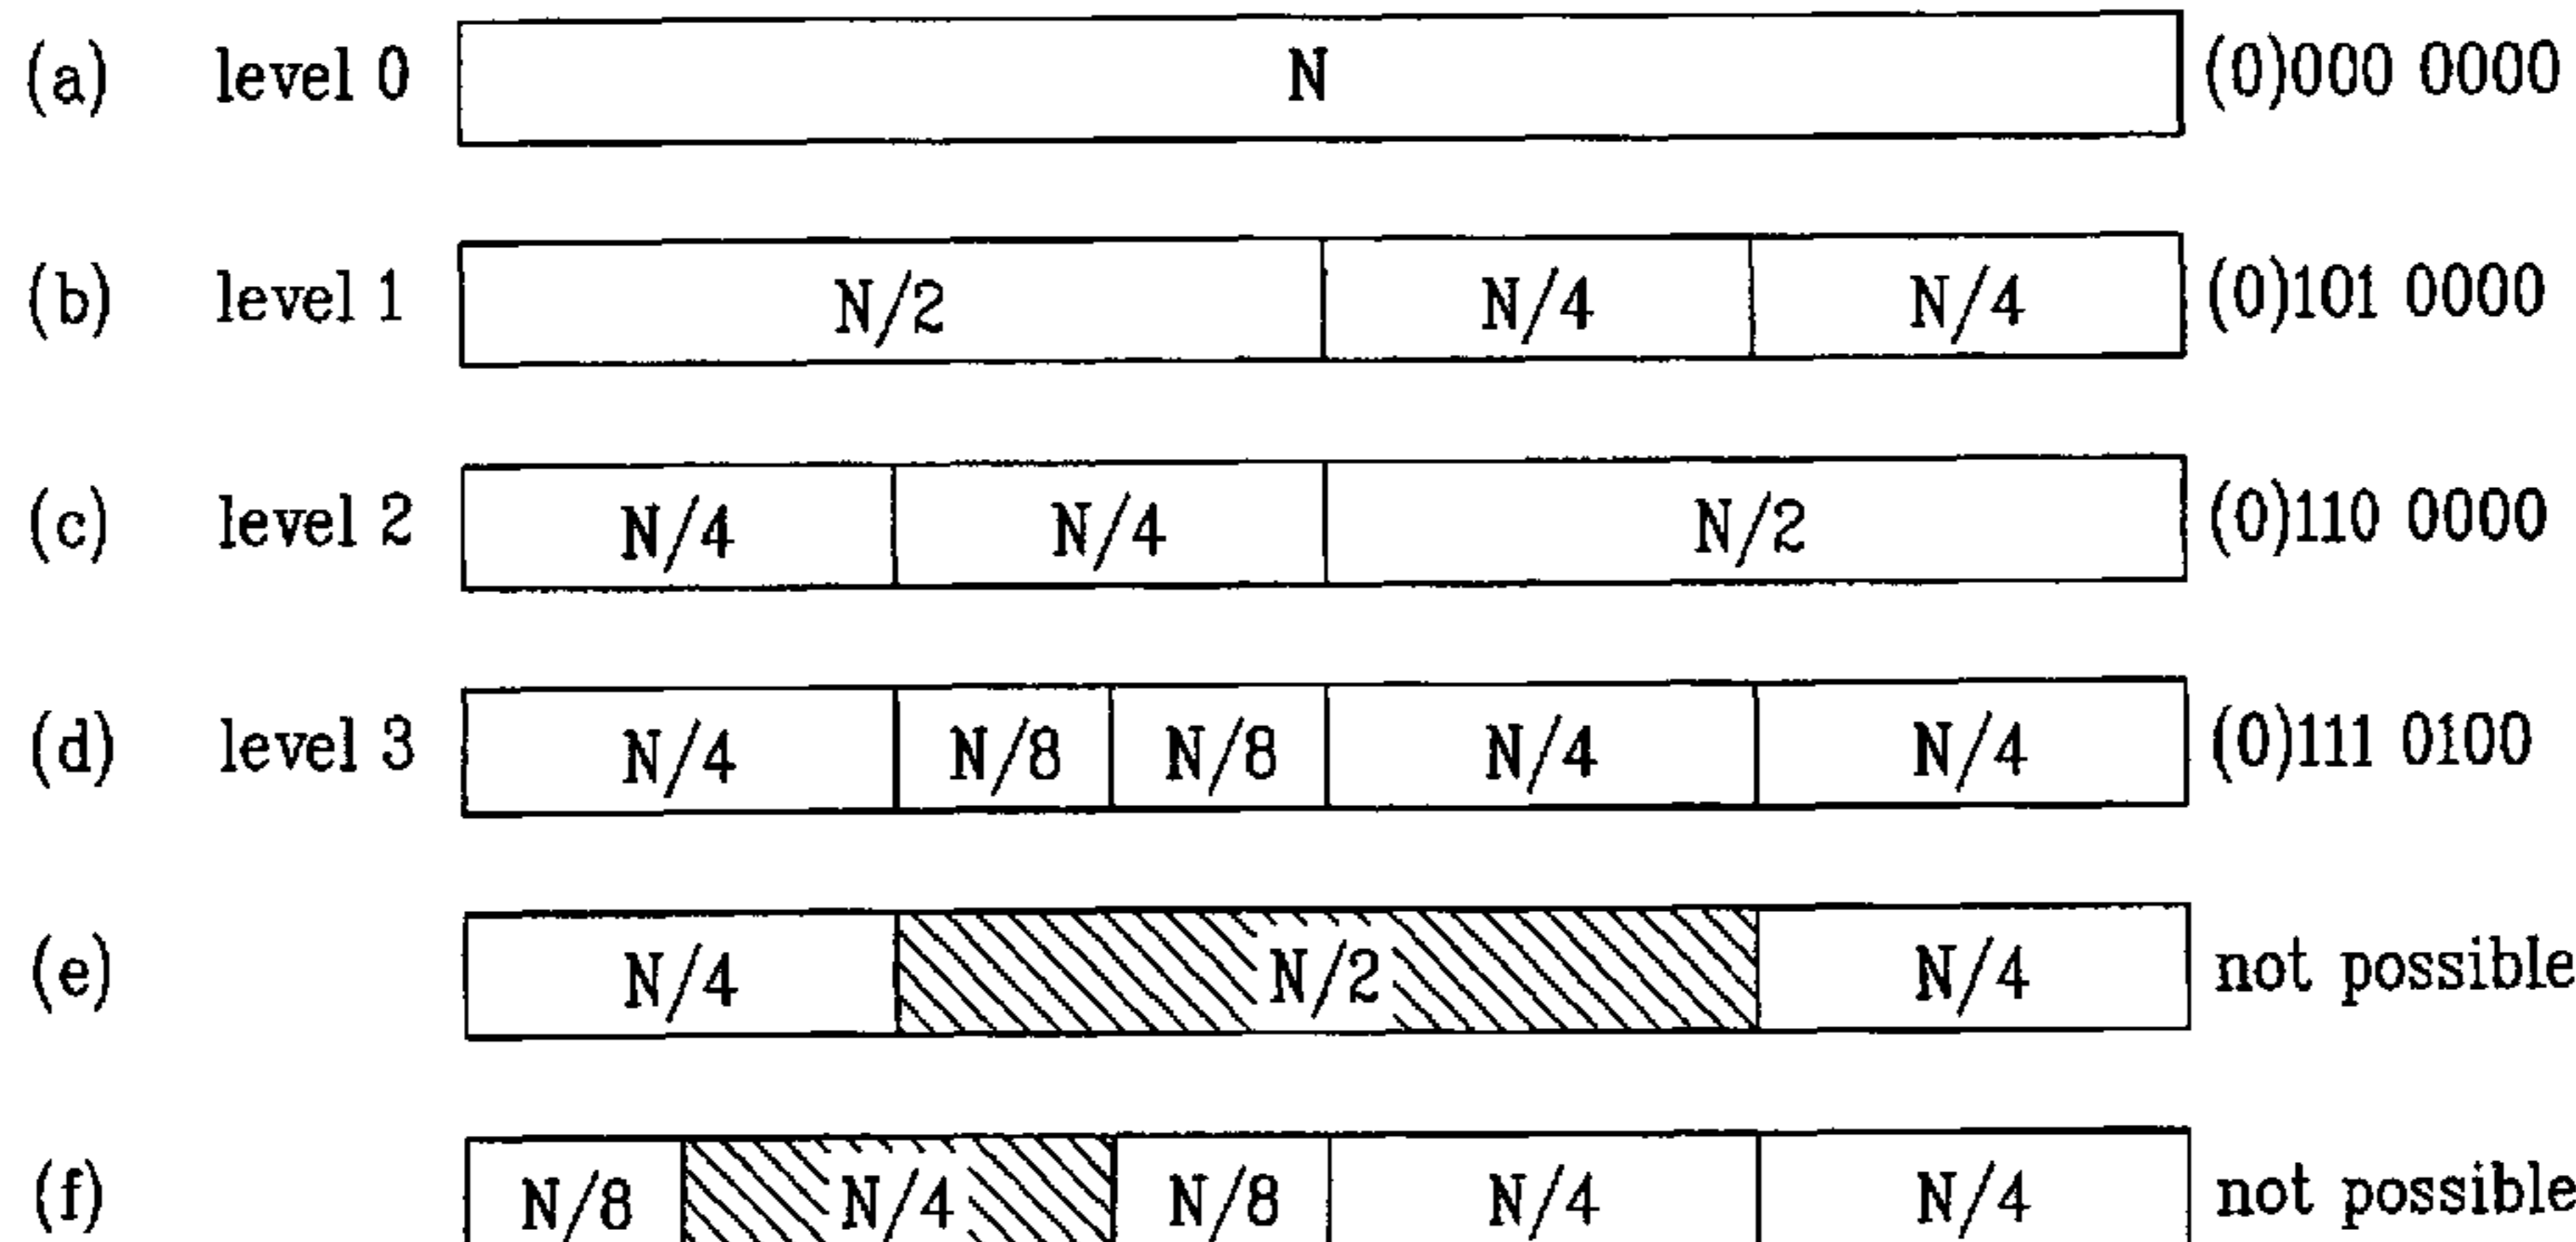 (a) level 0 N (0)000 0000
(b) level 1 N/2 N/4 N/4 (0)101 0000
(c) level 2 N/4 N/4 N/2 (0)110 0000
(d) level 3 N/4 N/8 N/8 N/4 N/4 (0)111 0100
(e) N/4 N/2 N/4 not possible
(f) N/8 N/4 N/8 N/4 N/4 not possible